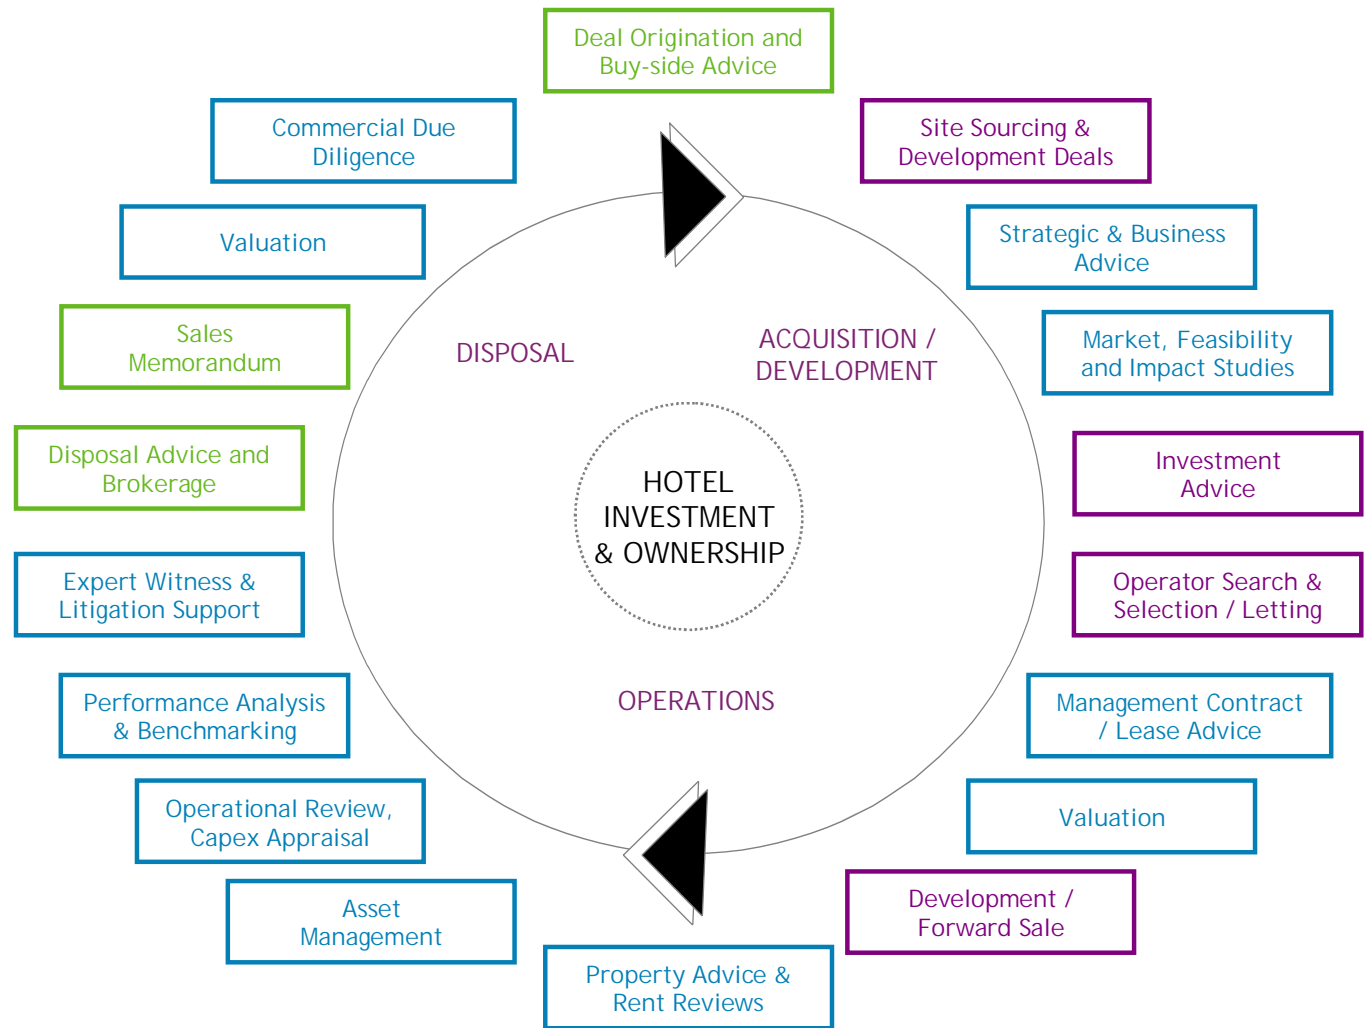 Deal Origination and
Buy-side Advice
Site Sourcing &
Development Deals
Strategic & Business
Advice
Market, Feasibility
and Impact Studies
Investment
Advice
Operator Search &
Selection / Letting
Management Contract
/ Lease Advice
Valuation
Development /
Forward Sale
Property Advice &
Rent Reviews
Asset
Management
Operational Review,
Capex Appraisal
Performance Analysis
& Benchmarking
Expert Witness &
Litigation Support
Disposal Advice and
Brokerage
Sales
Memorandum
Valuation
Commercial Due
Diligence
DISPOSAL
ACQUISITION /
DEVELOPMENT
HOTEL
INVESTMENT
& OWNERSHIP
OPERATIONS